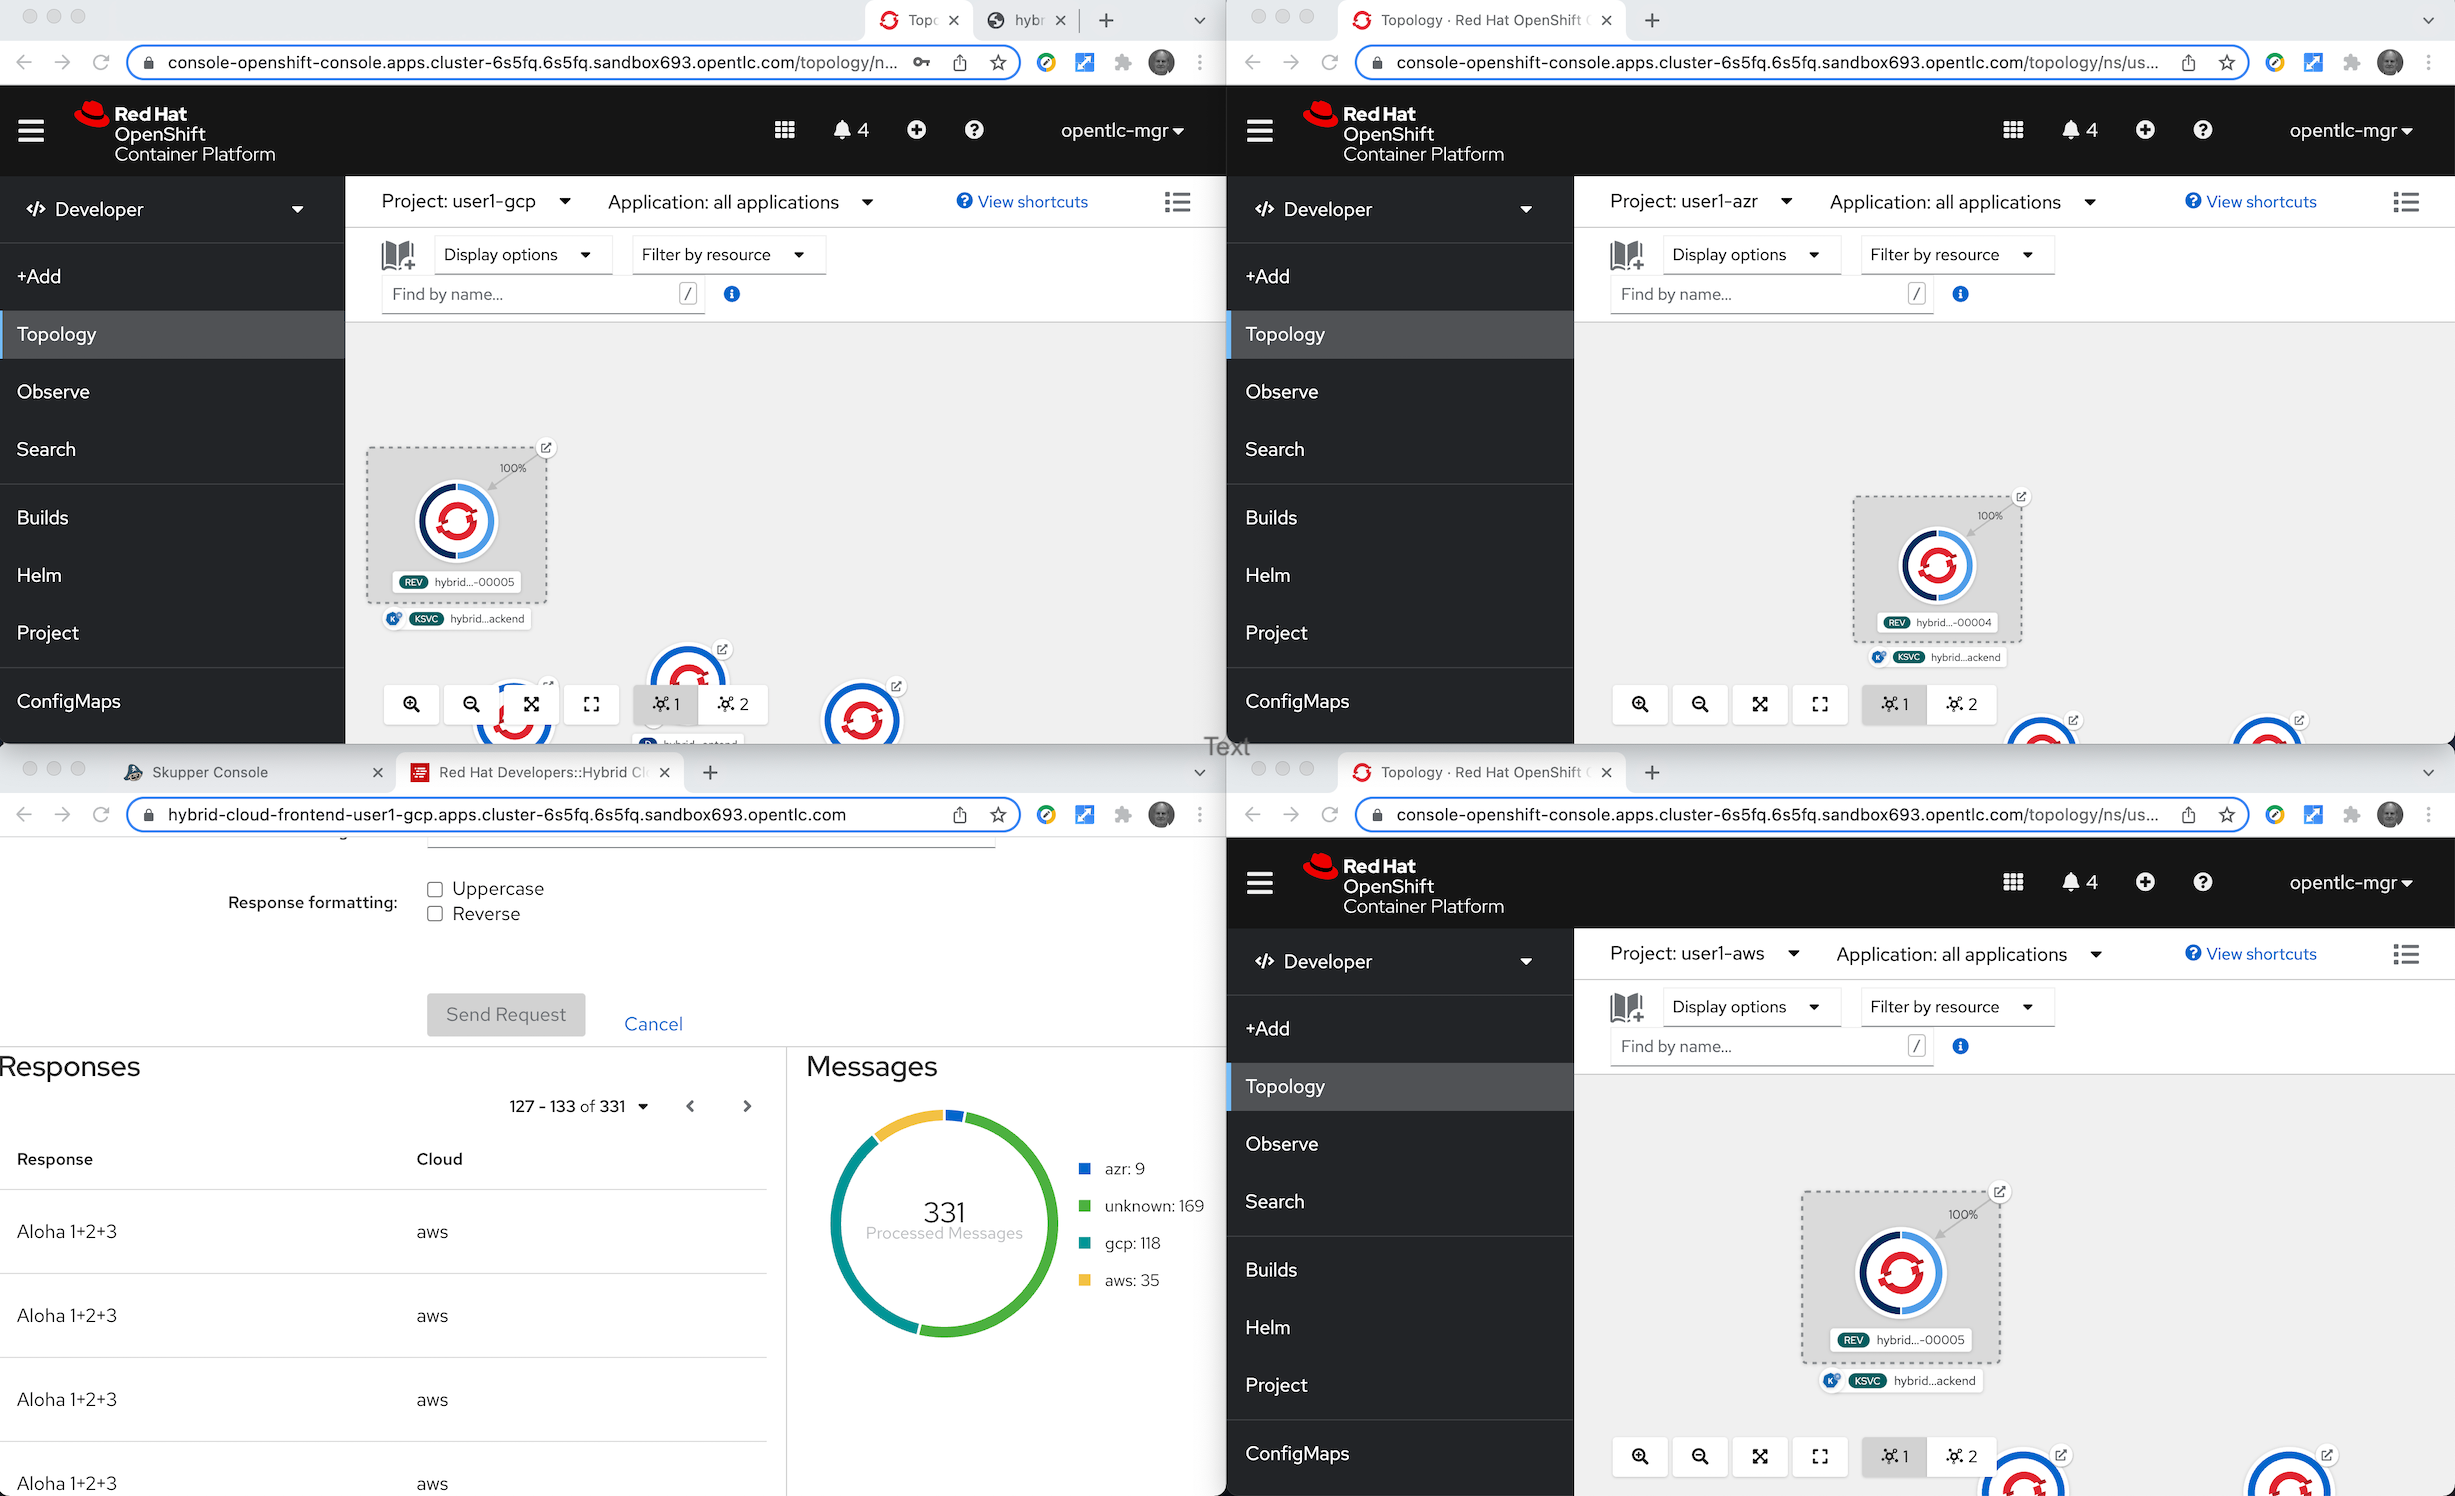 Topo
hybr
console-openshift-console.apps.cluster-6s5fq.6s5fq.sandbox693.opentlc.com/topology/n...
Red Hat
OpenShift
Container Platform
4
opentlc-mgr
Developer
+Add
Topology
Observe
Search
Builds
Helm
Project
ConfigMaps
Project: user1-gcp
Application: all applications
View shortcuts
Display options
Filter by resource
Find by name...
/
100%
REV hybrid...-00005
KSVC hybrid...ackend
1
2
Topology · Red Hat OpenShift
console-openshift-console.apps.cluster-6s5fq.6s5fq.sandbox693.opentlc.com/topology/ns/us...
Red Hat
OpenShift
Container Platform
4
opentlc-mgr
Developer
+Add
Topology
Observe
Search
Builds
Helm
Project
ConfigMaps
Project: user1-azr
Application: all applications
View shortcuts
Display options
Filter by resource
Find by name...
/
100%
REV hybrid...-00004
KSVC hybrid...ackend
1
2
Text
Skupper Console
Red Hat Developers::Hybrid Cl
hybrid-cloud-frontend-user1-gcp.apps.cluster-6s5fq.6s5fq.sandbox693.opentlc.com
Response formatting:
Uppercase
Reverse
Send Request
Cancel
Responses
127 - 133 of 331
Response Cloud
Aloha 1+2+3 aws
Aloha 1+2+3 aws
Aloha 1+2+3 aws
Aloha 1+2+3 aws
Messages
331
Processed Messages
azr: 9
unknown: 169
gcp: 118
aws: 35
Topology · Red Hat OpenShift
console-openshift-console.apps.cluster-6s5fq.6s5fq.sandbox693.opentlc.com/topology/ns/us...
Red Hat
OpenShift
Container Platform
4
opentlc-mgr
Developer
+Add
Topology
Observe
Search
Builds
Helm
Project
ConfigMaps
Project: user1-aws
Application: all applications
View shortcuts
Display options
Filter by resource
Find by name...
/
100%
REV hybrid...-00005
KSVC hybrid...ackend
1
2